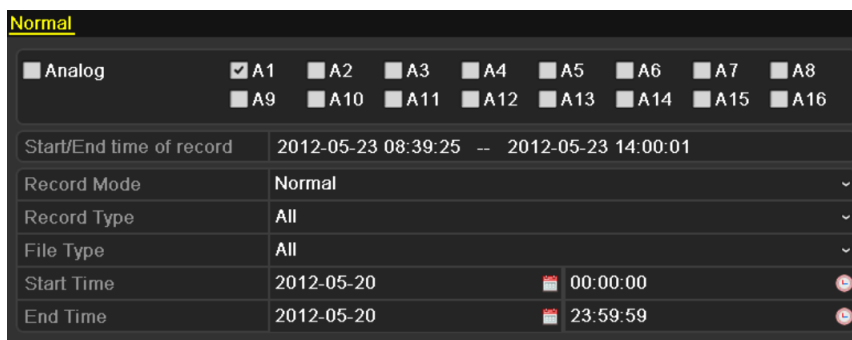 Normal
Analog A1 A2 A3 A4 A5 A6 A7 A8
A9 A10 A11 A12 A13 A14 A15 A16
Start/End time of record 2012-05-23 08:39:25 -- 2012-05-23 14:00:01
Record Mode Normal
Record Type All
File Type All
Start Time 2012-05-20 00:00:00
End Time 2012-05-20 23:59:59